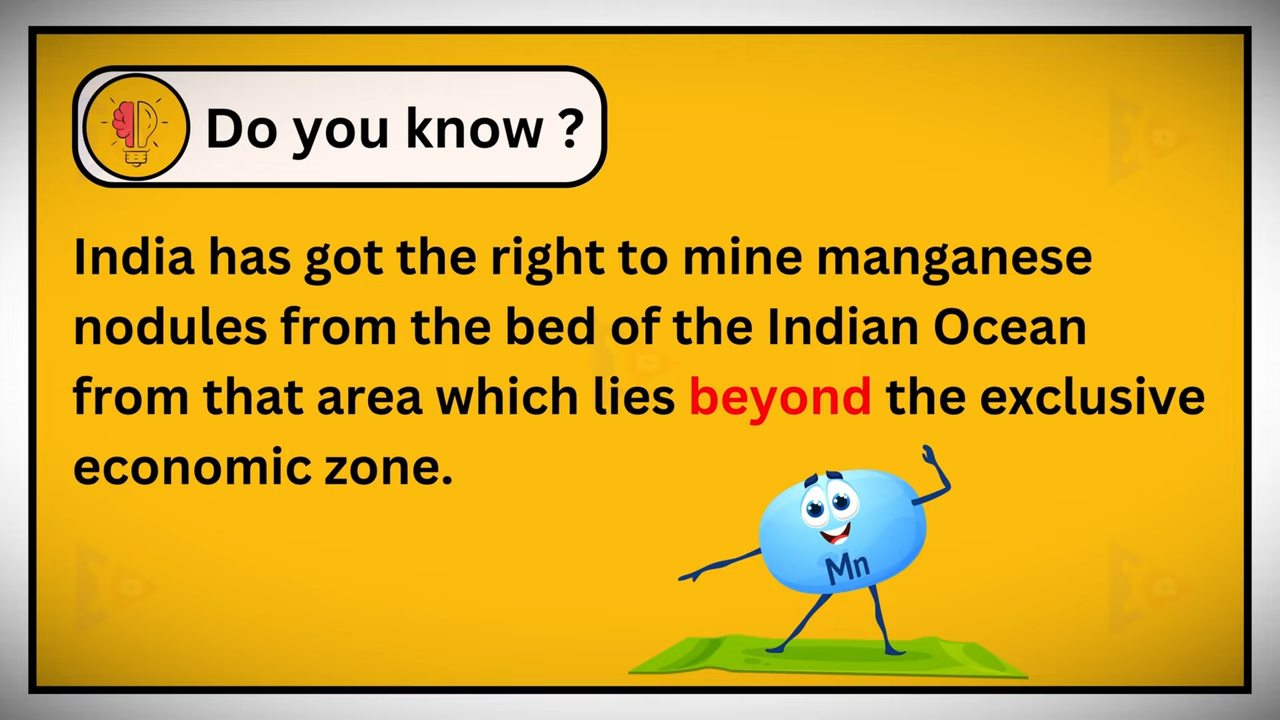 Do you know ?
India has got the right to mine manganese
nodules from the bed of the Indian Ocean
from that area which lies beyond the exclusive
economic zone.
Mn